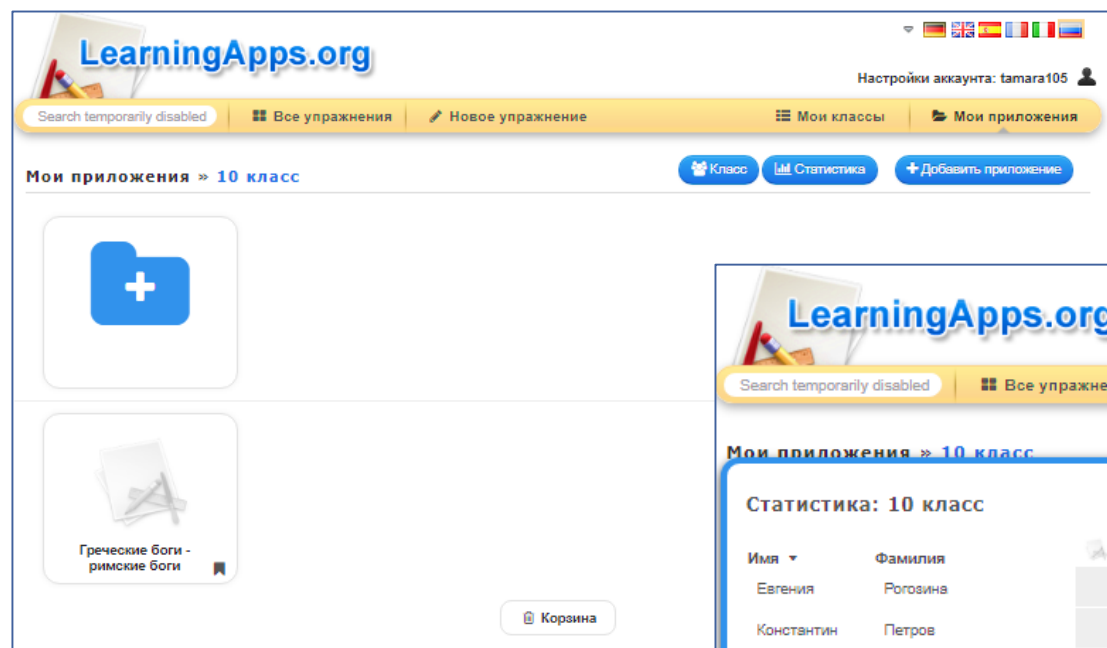 LearningApps.org
Настройки аккаунта: tamara105
Search temporarily disabled Все упражнения Новое упражнение Мои классы Мои приложения
Мои приложения » 10 класс Класс Статистика Добавить приложение
Греческие боги -
римские боги
Корзина
LearningApps.org
Search temporarily disabled Все упражне
Мои приложения » 10 класс
Статистика: 10 класс
Имя Фамилия
Евгения Рогозина
Константин Петров